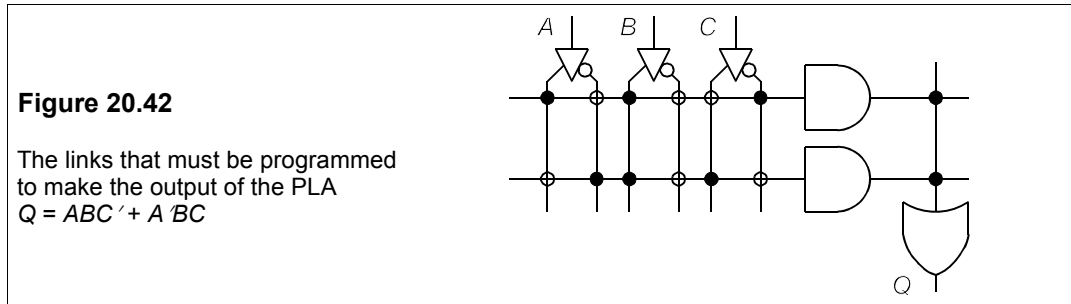 Figure 20.42
The links that must be programmed
to make the output of the PLA
Q = ABC ′ + A ′BC
A
B
C
Q